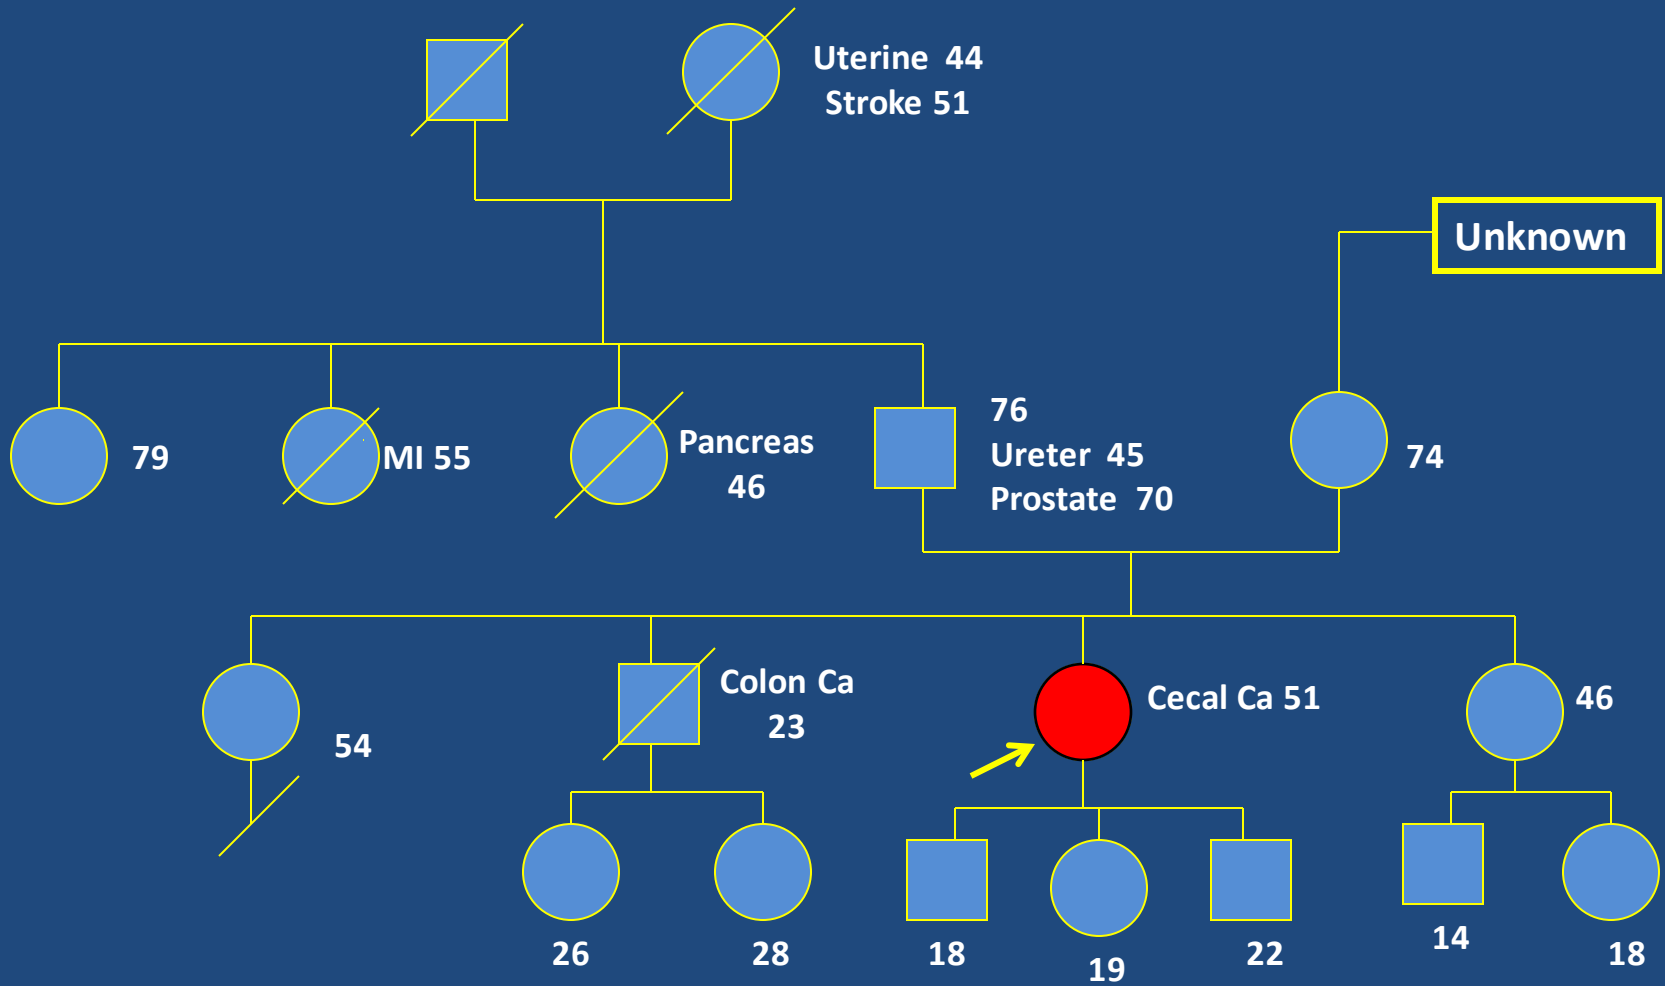 Uterine 44
Stroke 51
Unknown
79
MI 55
Pancreas
46
76
Ureter 45
Prostate 70
74
54
Colon Ca
23
Cecal Ca 51
46
26
28
18
19
22
14
18